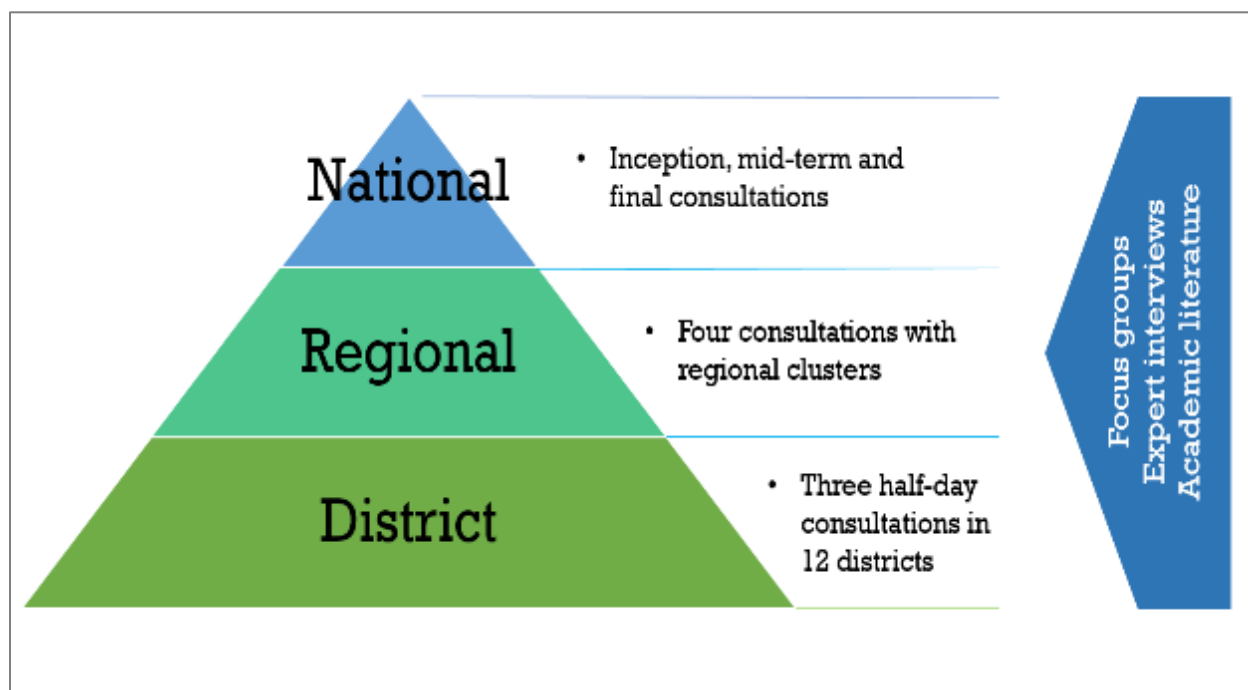 National
• Inception, mid-term and
final consultations
Regional
• Four consultations with
regional clusters
District
• Three half-day
consultations in
12 districts
Focus groups
Expert interviews
Academic literature